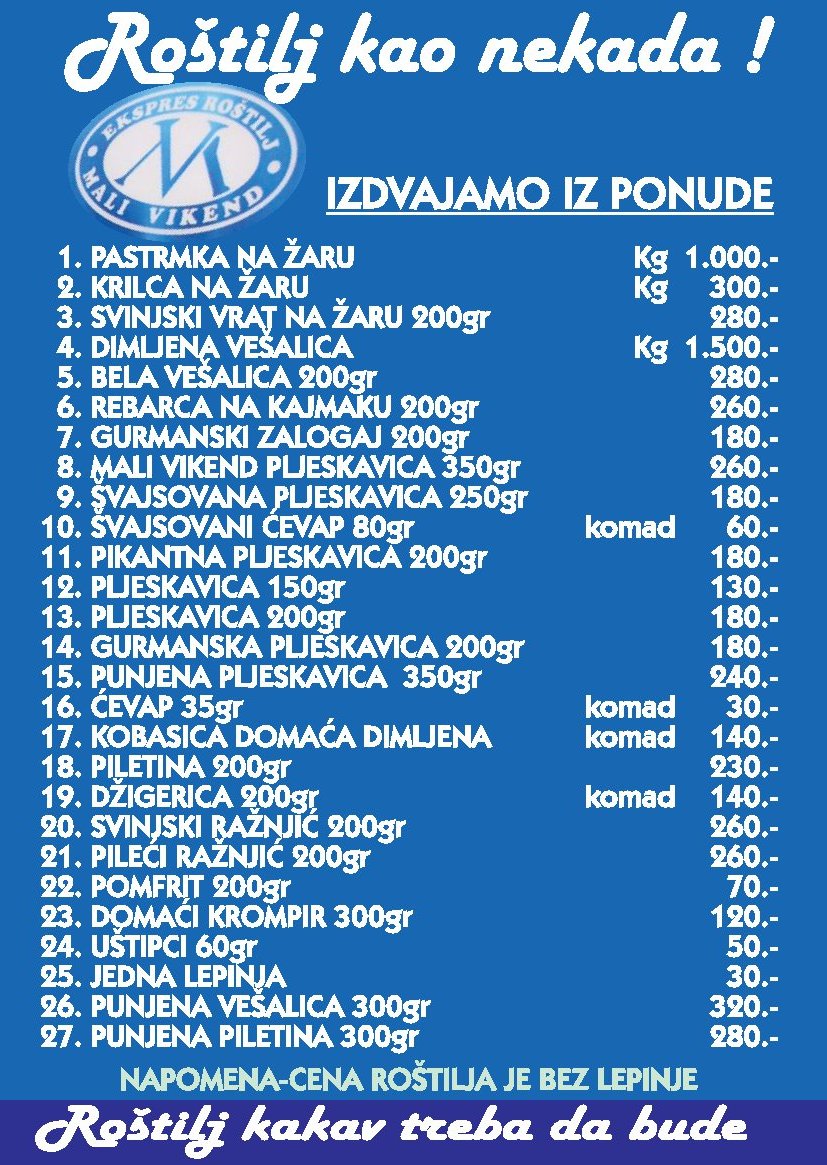 Roštilj kao nekada !
EKSPRES ROŠTILJ
M
MALI VIKEND
IZDVAJAMO IZ PONUDE
1. PASTRMKA NA ŽARU Kg 1.000.-
2. KRILCA NA ŽARU Kg 300.-
3. SVINJSKI VRAT NA ŽARU 200gr 280.-
4. DIMLJENA VEŠALICA Kg 1.500.-
5. BELA VEŠALICA 200gr 280.-
6. REBARCA NA KAJMAKU 200gr 260.-
7. GURMANSKI ZALOGAJ 200gr 180.-
8. MALI VIKEND PLJESKAVICA 350gr 260.-
9. ŠVAJSOVANA PLJESKAVICA 250gr 180.-
10. ŠVAJSOVANI ĆEVAP 80gr komad 60.-
11. PIKANTNA PLJESKAVICA 200gr 180.-
12. PLJESKAVICA 150gr 130.-
13. PLJESKAVICA 200gr 180.-
14. GURMANSKA PLJESKAVICA 200gr 180.-
15. PUNJENA PLJESKAVICA 350gr 240.-
16. ĆEVAP 35gr komad 30.-
17. KOBASICA DOMAĆA DIMLJENA komad 140.-
18. PILETINA 200gr 230.-
19. DŽIGERICA 200gr komad 140.-
20. SVINJSKI RAŽNJIĆ 200gr 260.-
21. PILEĆI RAŽNJIĆ 200gr 260.-
22. POMFRIT 200gr 70.-
23. DOMAĆI KROMPIR 300gr 120.-
24. UŠTIPCI 60gr 50.-
25. JEDNA LEPINJA 30.-
26. PUNJENA VEŠALICA 300gr 320.-
27. PUNJENA PILETINA 300gr 280.-
NAPOMENA-CENA ROŠTILJA JE BEZ LEPINJE
Roštilj kakav treba da bude